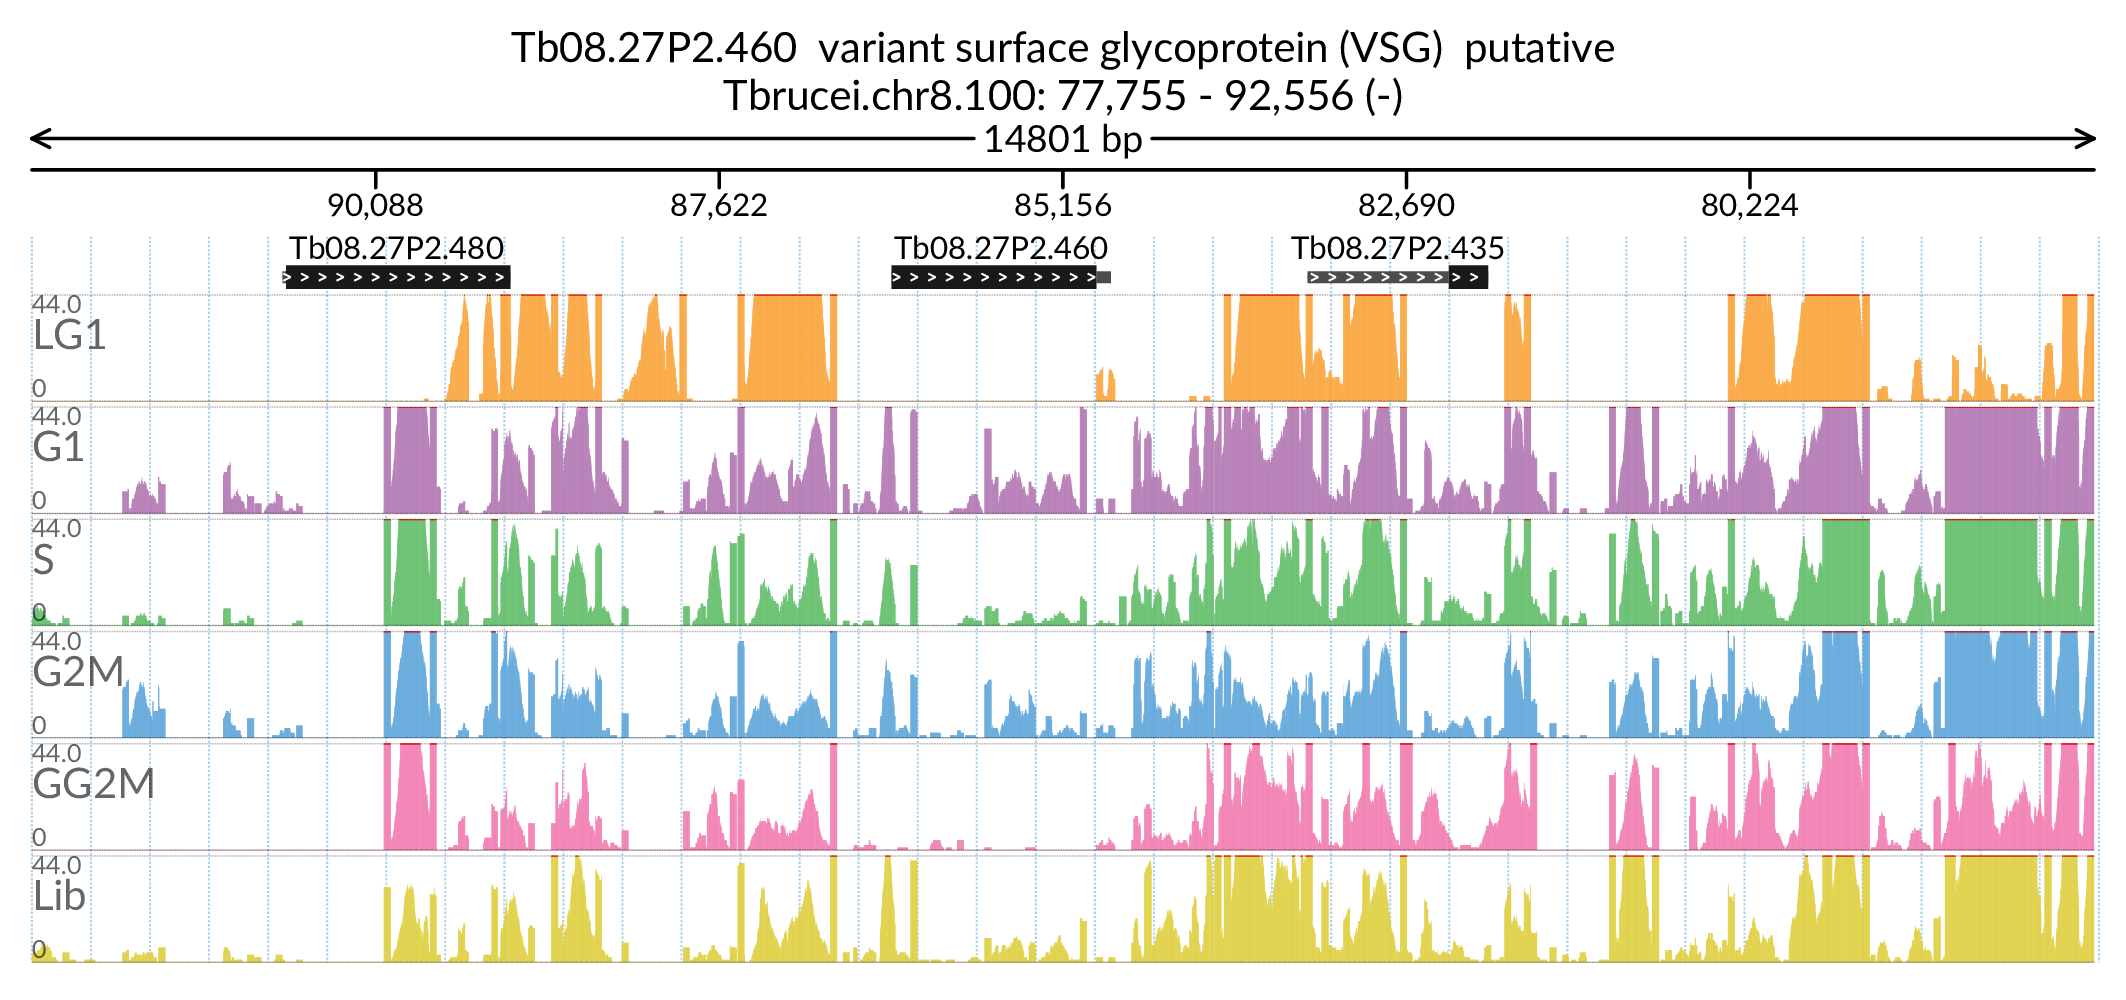 Tb08.27P2.460 variant surface glycoprotein (VSG) putative
Tbrucei.chr8.100: 77,755 - 92,556 (-)
14801 bp
90,088 87,622 85,156 82,690 80,224
Tb08.27P2.480 Tb08.27P2.460 Tb08.27P2.435
44.0
LG1
0
44.0
G1
0
44.0
S
0
44.0
G2M
0
44.0
GG2M
0
44.0
Lib
0